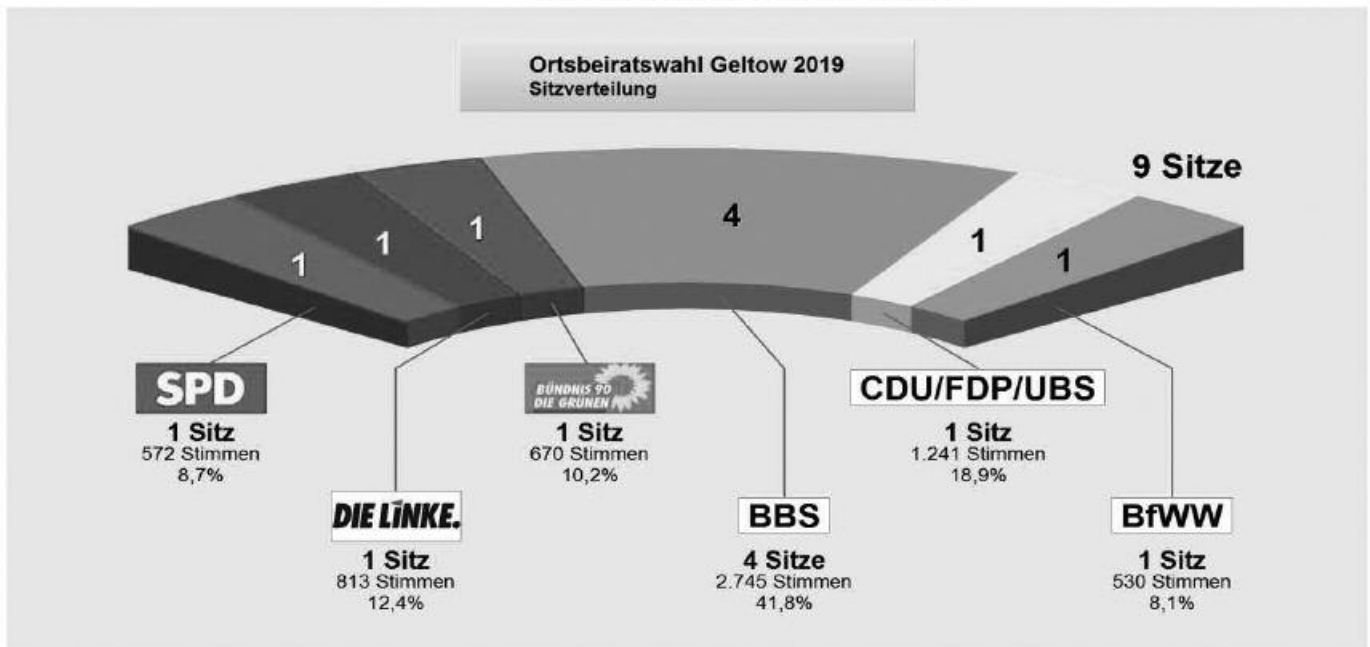 Ortsbeiratswahl Geltow 2019
Sitzverteilung
9 Sitze
1
1
1
4
1
1
SPD
1 Sitz
572 Stimmen
8,7%
DIE LINKE.
1 Sitz
813 Stimmen
12,4%
BÜNDNIS 90
DIE GRÜNEN
1 Sitz
670 Stimmen
10,2%
BBS
4 Sitze
2.745 Stimmen
41,8%
CDU/FDP/UBS
1 Sitz
1.241 Stimmen
18,9%
BfWW
1 Sitz
530 Stimmen
8,1%